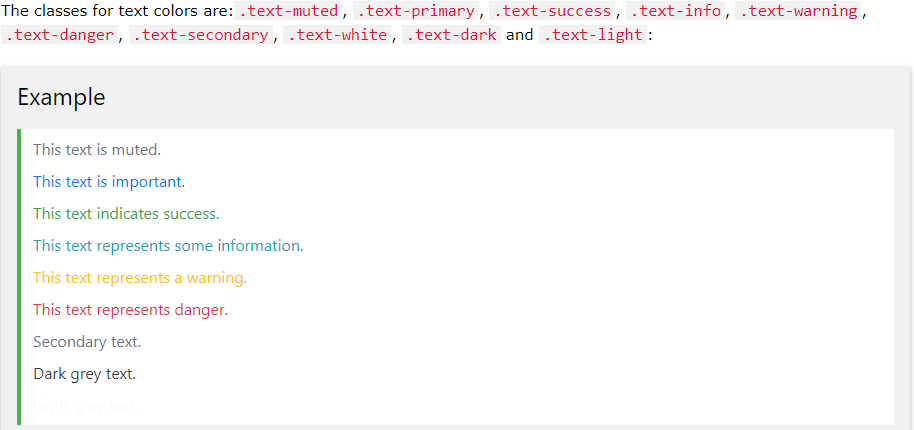 The classes for text colors are: .text-muted, .text-primary, .text-success, .text-info, .text-warning,
.text-danger, .text-secondary, .text-white, .text-dark and .text-light:
Example
This text is muted.
This text is important.
This text indicates success.
This text represents some information.
This text represents a warning.
This text represents danger.
Secondary text.
Dark grey text.
Light grey text.